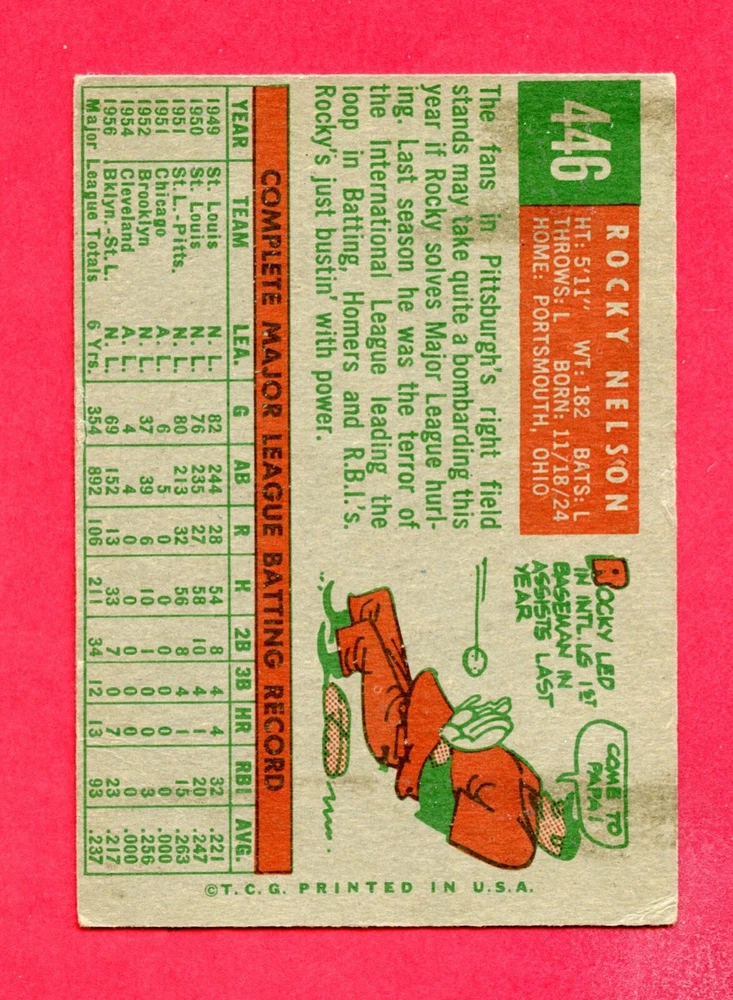 446
ROCKY NELSON
HT: 5'11" WT: 182 BATS: L
THROWS: L BORN: 11/18/24
HOME: PORTSMOUTH, OHIO
The fans in Pittsburgh's right field
stands may take quite a bombarding this
year if Rocky solves Major League hurl-
ing. Last season he was the terror of
the International League leading the
loop in Batting, Homers and R.B.I.'s.
Rocky's just bustin' with power.
ROCKY LED
IN INTL. LG 1ST
BASEMAN IN
ASSISTS LAST
YEAR
COME TO
PAPA!
COMPLETE MAJOR LEAGUE BATTING RECORD
YEAR TEAM LEA G AB R H 2B 3B HR RBI AVG.
1949 St. Louis N. L. 82 244 28 54 8 4 4 32 .221
1950 St. Louis N. L. 76 235 27 58 10 4 1 20 .247
1951 St.L.-Pitts. N. L. 80 213 32 56 8 4 1 15 .263
1951 Chicago A. L. 6 5 0 0 0 0 0 0 .000
1952 Brooklyn N. L. 37 39 6 10 1 0 0 3 .256
1954 Cleveland A. L. 4 4 0 0 0 0 0 0 .000
1956 Bklyn.-St.L. N. L. 69 152 13 33 7 0 7 23 .217
Major League Totals 6 Yrs. 354 892 106 211 34 12 13 93 .237
©T.C.G. PRINTED IN U.S.A.